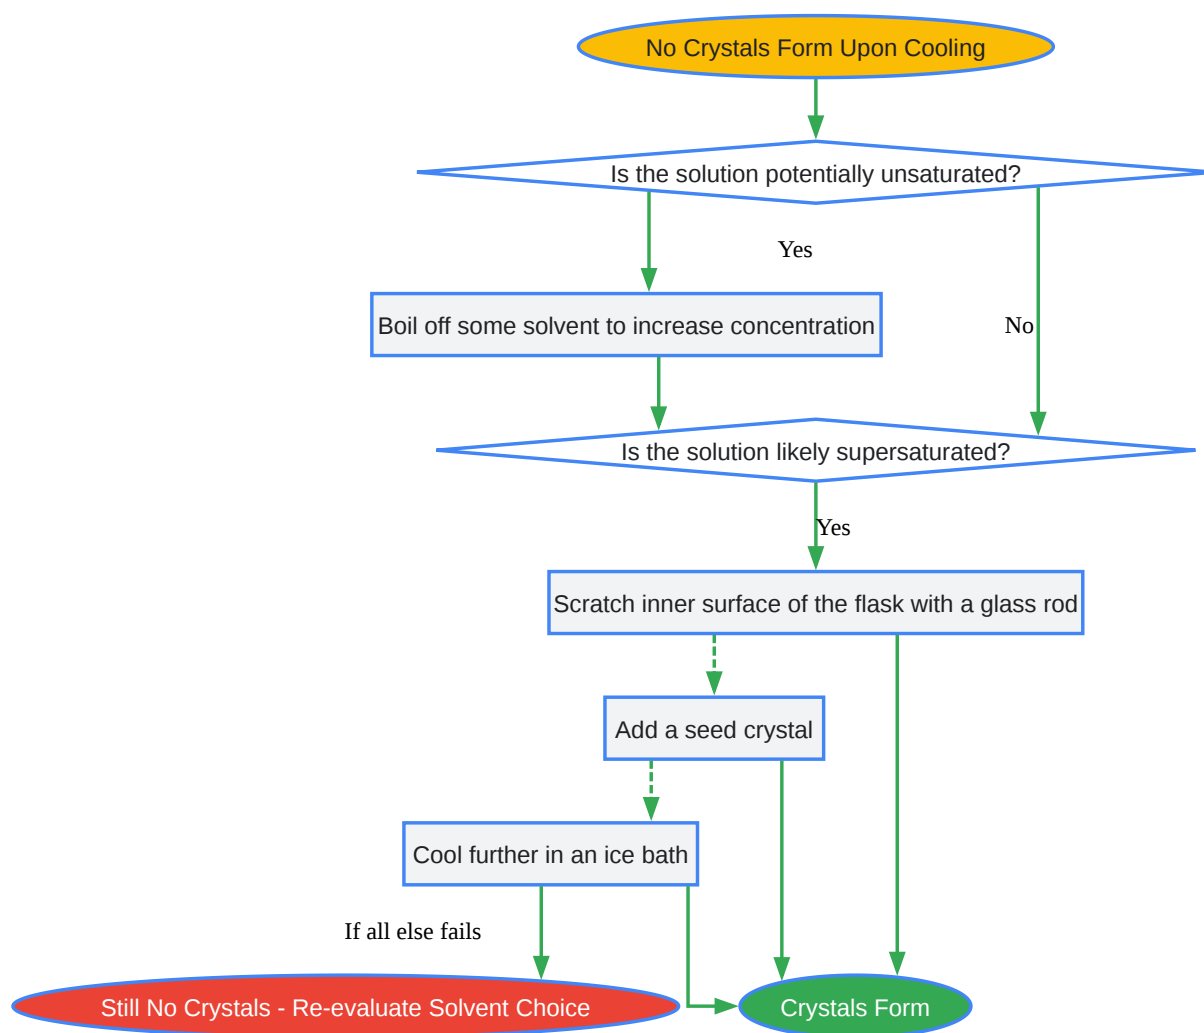 No Crystals Form Upon Cooling
Is the solution potentially unsaturated?
Yes
Boil off some solvent to increase concentration
No
Is the solution likely supersaturated?
Yes
Scratch inner surface of the flask with a glass rod
Add a seed crystal
Cool further in an ice bath
If all else fails
Still No Crystals - Re-evaluate Solvent Choice
Crystals Form